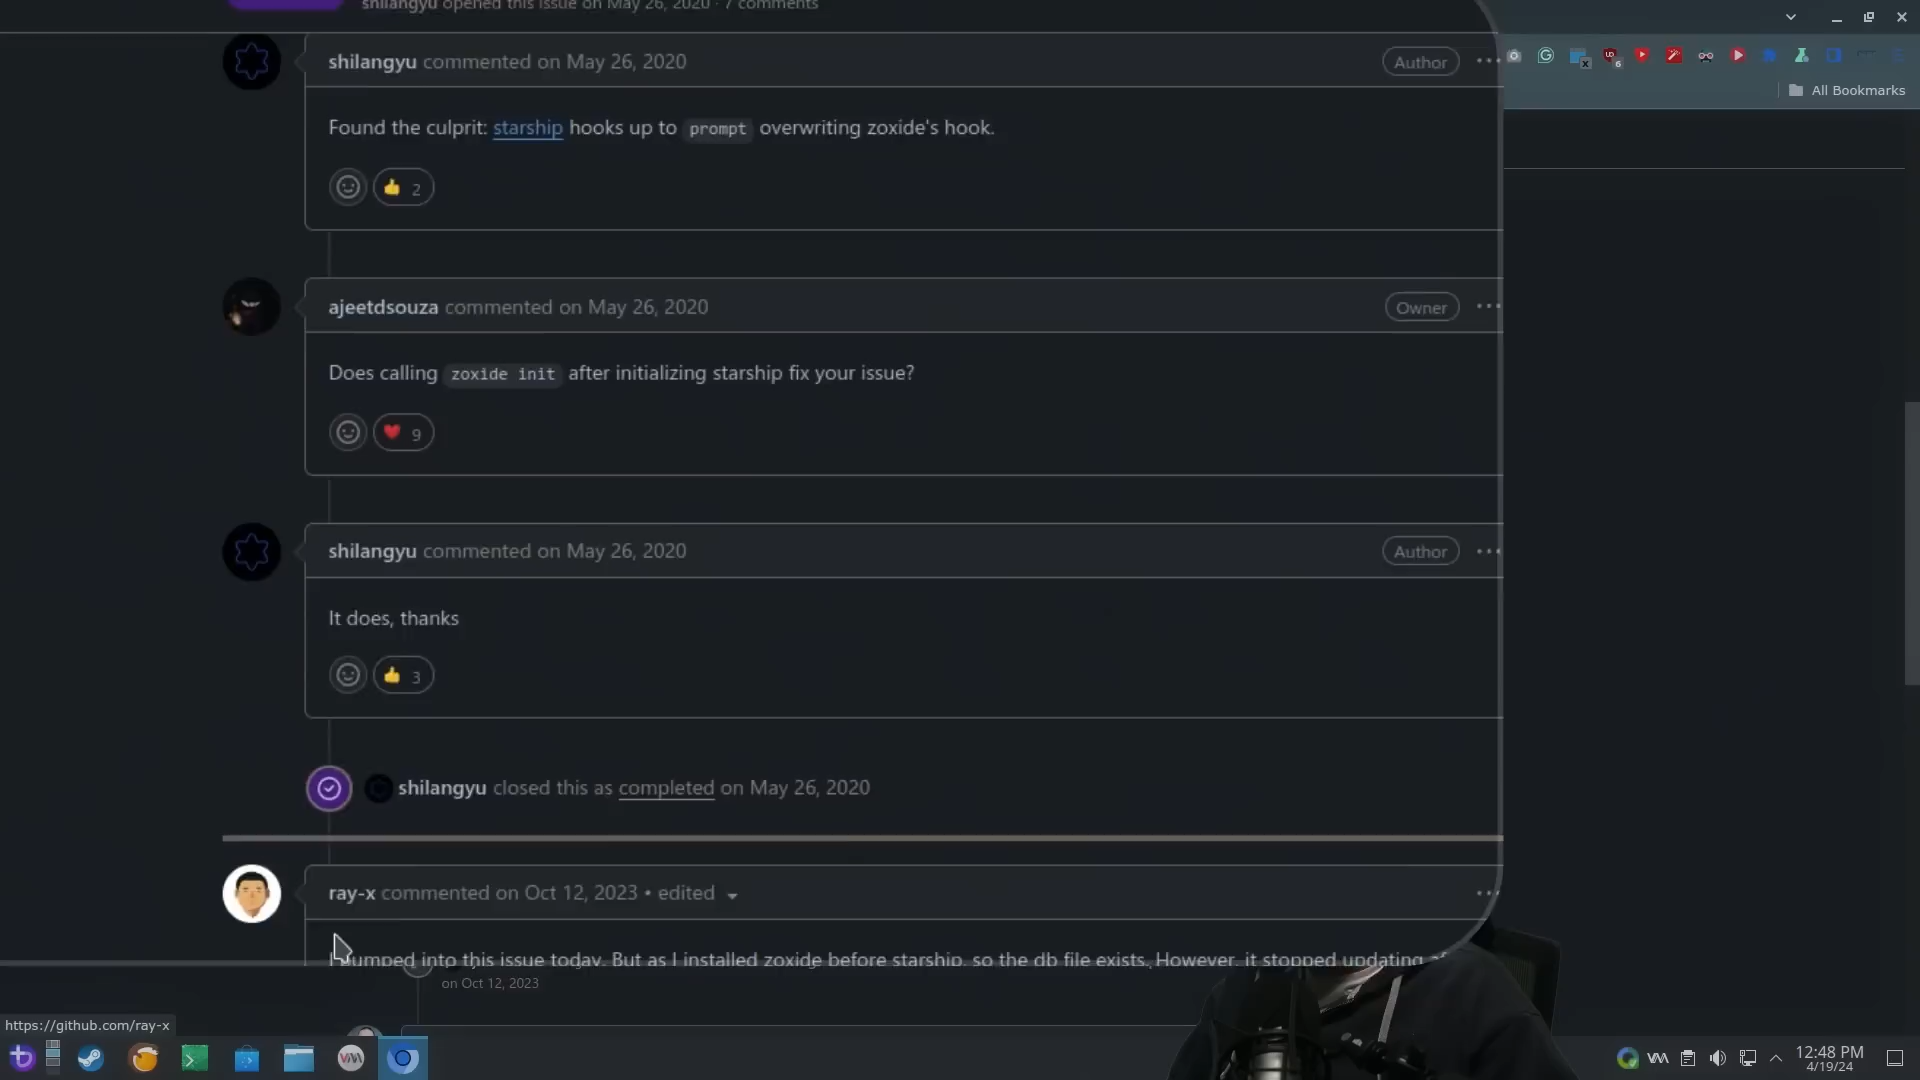 shilangyu opened this issue on May 26, 2020 · 7 comments
All Bookmarks
shilangyu commented on May 26, 2020
Author
Found the culprit: starship hooks up to prompt overwriting zoxide's hook.
2
ajeetdsouza commented on May 26, 2020
Owner
Does calling zoxide init after initializing starship fix your issue?
9
shilangyu commented on May 26, 2020
Author
It does, thanks
3
shilangyu closed this as completed on May 26, 2020
ray-x commented on Oct 12, 2023 • edited
into this issue today. But as I installed zoxide before starship, so the db file exists. However, it stopped updating
on Oct 12, 2023
https://github.com/ray-x
12:48 PM
4/19/24